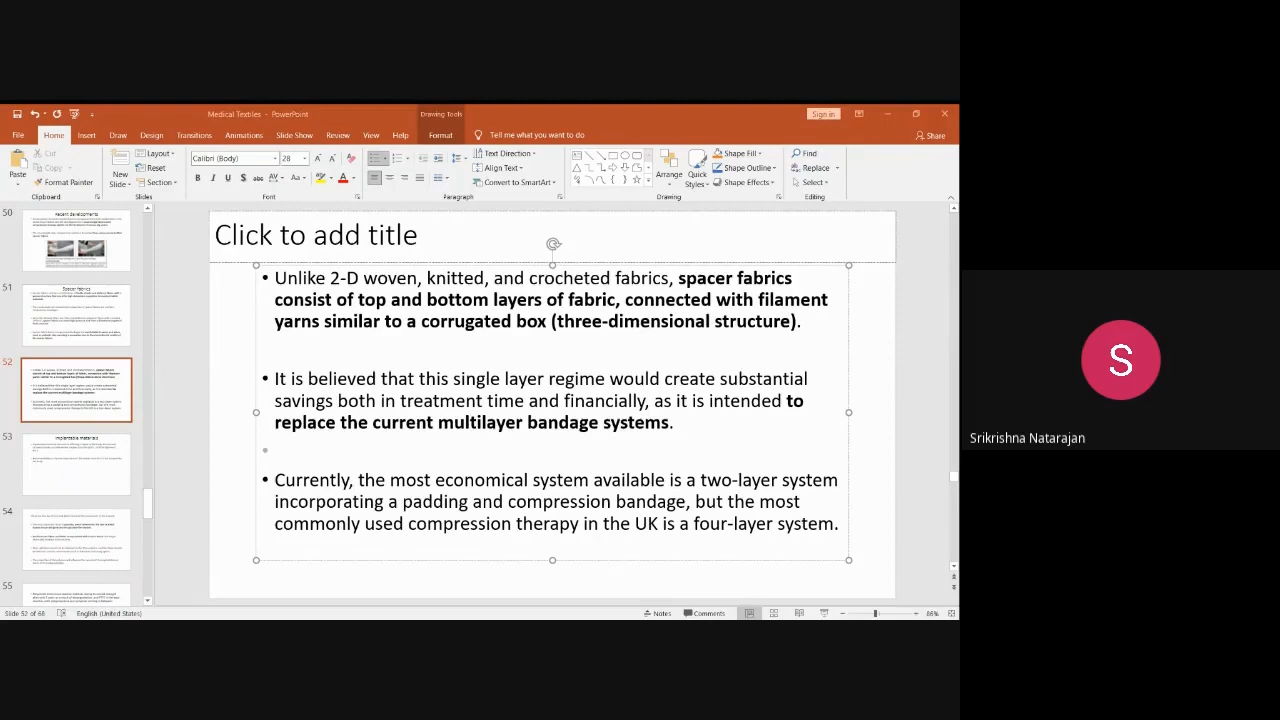 Medical Textiles - PowerPoint
Drawing Tools
Sign in
File Home Insert Draw Design Transitions Animations Slide Show Review View Help Format Tell me what you want to do Share
Paste
Cut
Copy
Format Painter
Clipboard
New Slide
Layout
Reset
Section
Slides
Calibri (Body) 28
Font
Text Direction
Align Text
Convert to SmartArt
Paragraph
Arrange
Quick Styles
Shape Fill
Shape Outline
Shape Effects
Drawing
Find
Replace
Select
Editing
50
Recent developments
51
Spacer fabrics
52
53
Implantable materials
54
55
Click to add title
• Unlike 2-D woven, knitted, and crocheted fabrics, spacer fabrics
consist of top and bottom layers of fabric, connected with filament
yarns similar to a corrugated box (three-dimensional structure).
• It is believed that this single-layer regime would create substantial
savings both in treatment time and financially, as it is intended to
replace the current multilayer bandage systems.
• Currently, the most economical system available is a two-layer system
incorporating a padding and compression bandage, but the most
commonly used compression therapy in the UK is a four-layer system.
Slide 52 of 68 English (United States) Notes Comments 86%
S
Srikrishna Natarajan